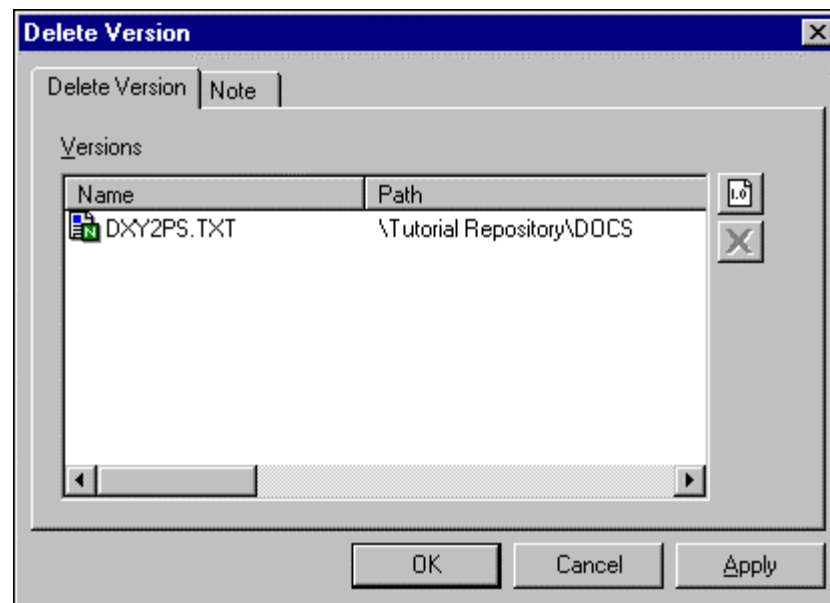 Delete Version
Delete Version Note
Versions
Name Path
DXY2PS.TXT \Tutorial Repository\DOCS
OK Cancel Apply